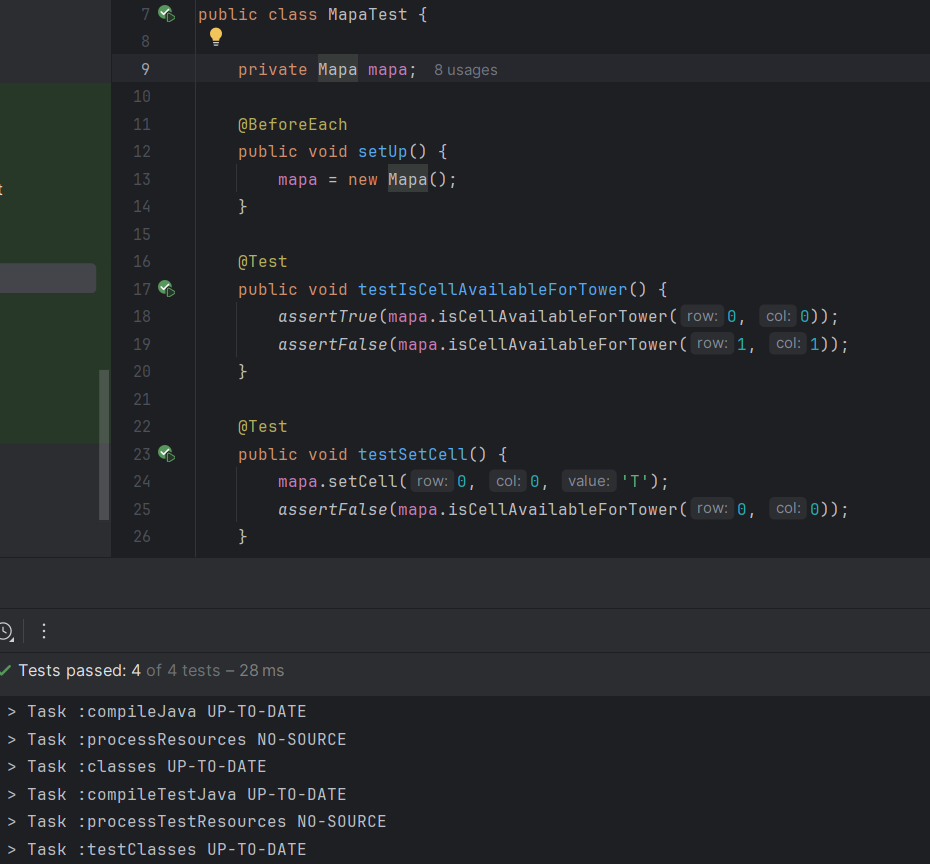 7 public class MapaTest {
8
9 private Mapa mapa; 8 usages
10
11 @BeforeEach
12 public void setUp() {
13 mapa = new Mapa();
14 }
15
16 @Test
17 public void testIsCellAvailableForTower() {
18 assertTrue(mapa.isCellAvailableForTower( row: 0, col: 0));
19 assertFalse(mapa.isCellAvailableForTower( row: 1, col: 1));
20 }
21
22 @Test
23 public void testSetCell() {
24 mapa.setCell( row: 0, col: 0, value: 'T');
25 assertFalse(mapa.isCellAvailableForTower( row: 0, col: 0));
26 }
t
Tests passed: 4 of 4 tests – 28 ms
> Task :compileJava UP-TO-DATE
> Task :processResources NO-SOURCE
> Task :classes UP-TO-DATE
> Task :compileTestJava UP-TO-DATE
> Task :processTestResources NO-SOURCE
> Task :testClasses UP-TO-DATE